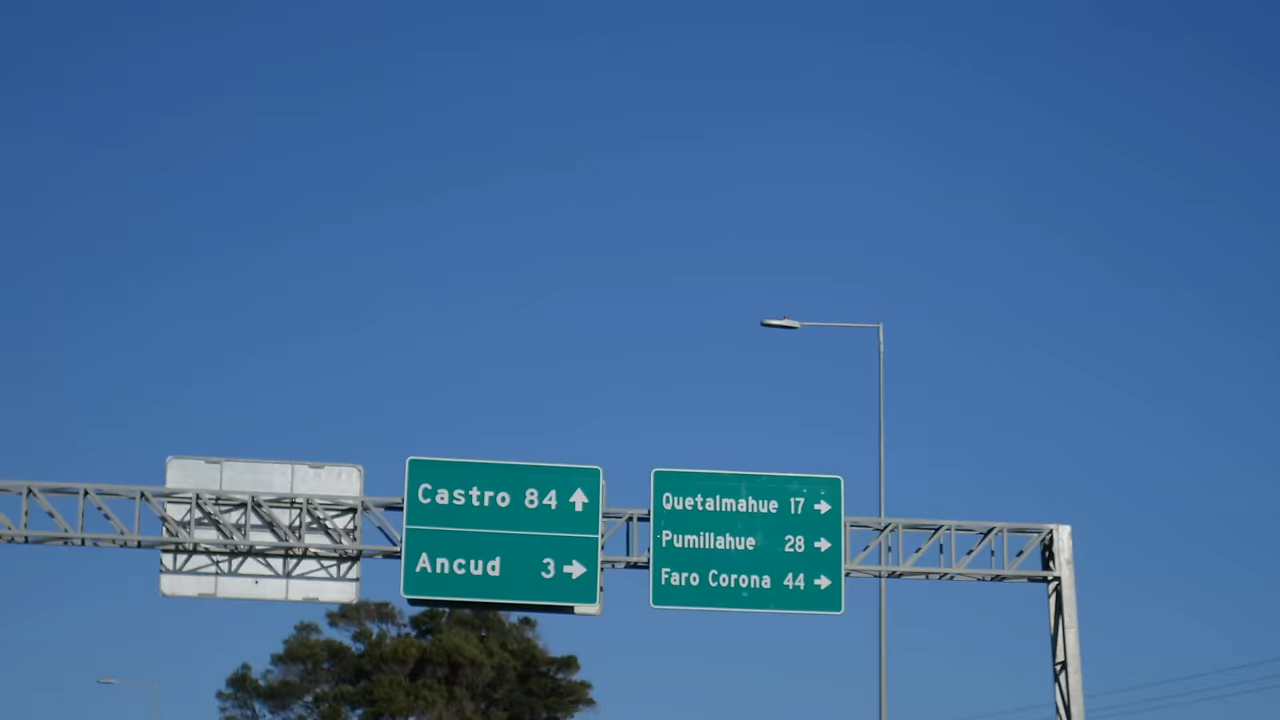 Castro 84
Ancud 3
Quetalmahue 17
Pumillahue 28
Faro Corona 44